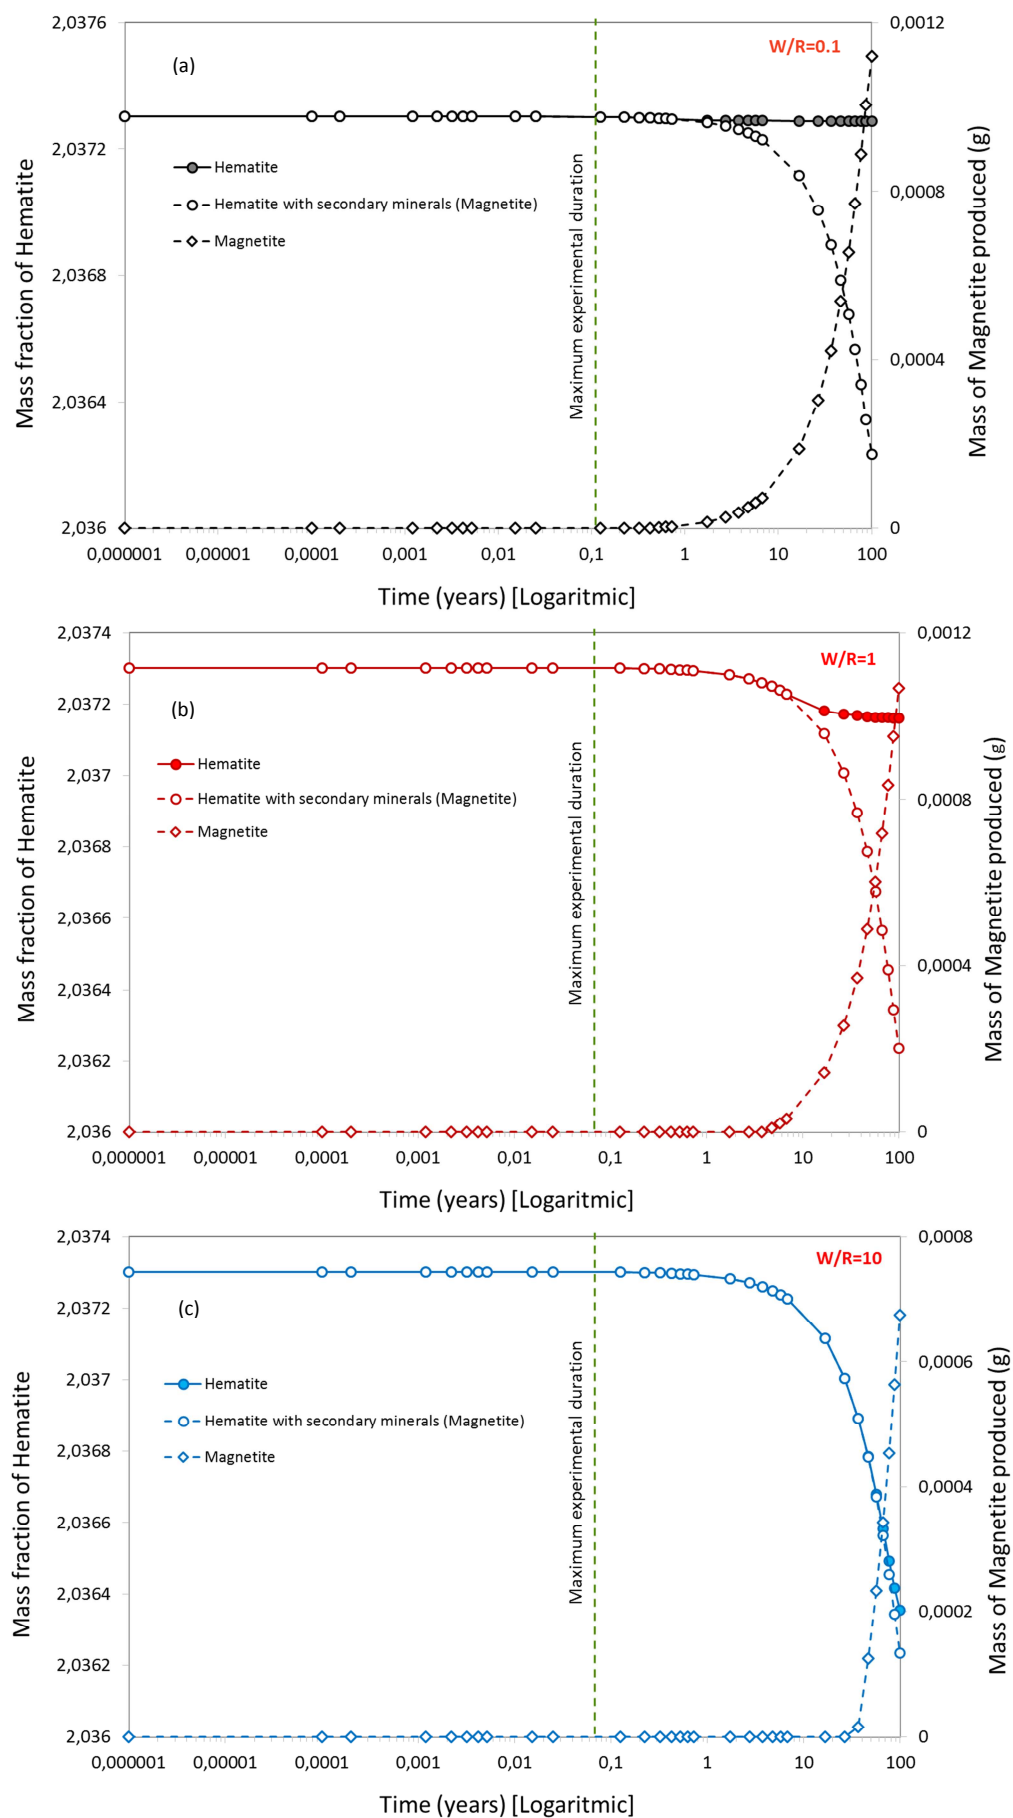 2,0376
0,0012
W/R=0.1
(a)
2,0372
Hematite
0,0008
Hematite with secondary minerals (Magnetite)
Magnetite
2,0368
0,0004
2,0364
2,036
0
Mass fraction of Hematite
Maximum experimental duration
Mass of Magnetite produced (g)
0,000001 0,00001 0,0001 0,001 0,01 0,1 1 10 100
Time (years) [Logaritmic]
2,0374
0,0012
W/R=1
(b)
2,0372
Hematite
2,037
Hematite with secondary minerals (Magnetite)
0,0008
Magnetite
2,0368
2,0366
0,0004
2,0364
2,0362
2,036
0
Mass fraction of Hematite
Maximum experimental duration
Mass of Magnetite produced (g)
0,000001 0,00001 0,0001 0,001 0,01 0,1 1 10 100
Time (years) [Logaritmic]
2,0374
0,0008
W/R=10
(c)
2,0372
0,0006
2,037
Hematite
Hematite with secondary minerals (Magnetite)
2,0368
Magnetite
0,0004
2,0366
2,0364
0,0002
2,0362
2,036
0
Mass fraction of Hematite
Maximum experimental duration
Mass of Magnetite produced (g)
0,000001 0,00001 0,0001 0,001 0,01 0,1 1 10 100
Time (years) [Logaritmic]